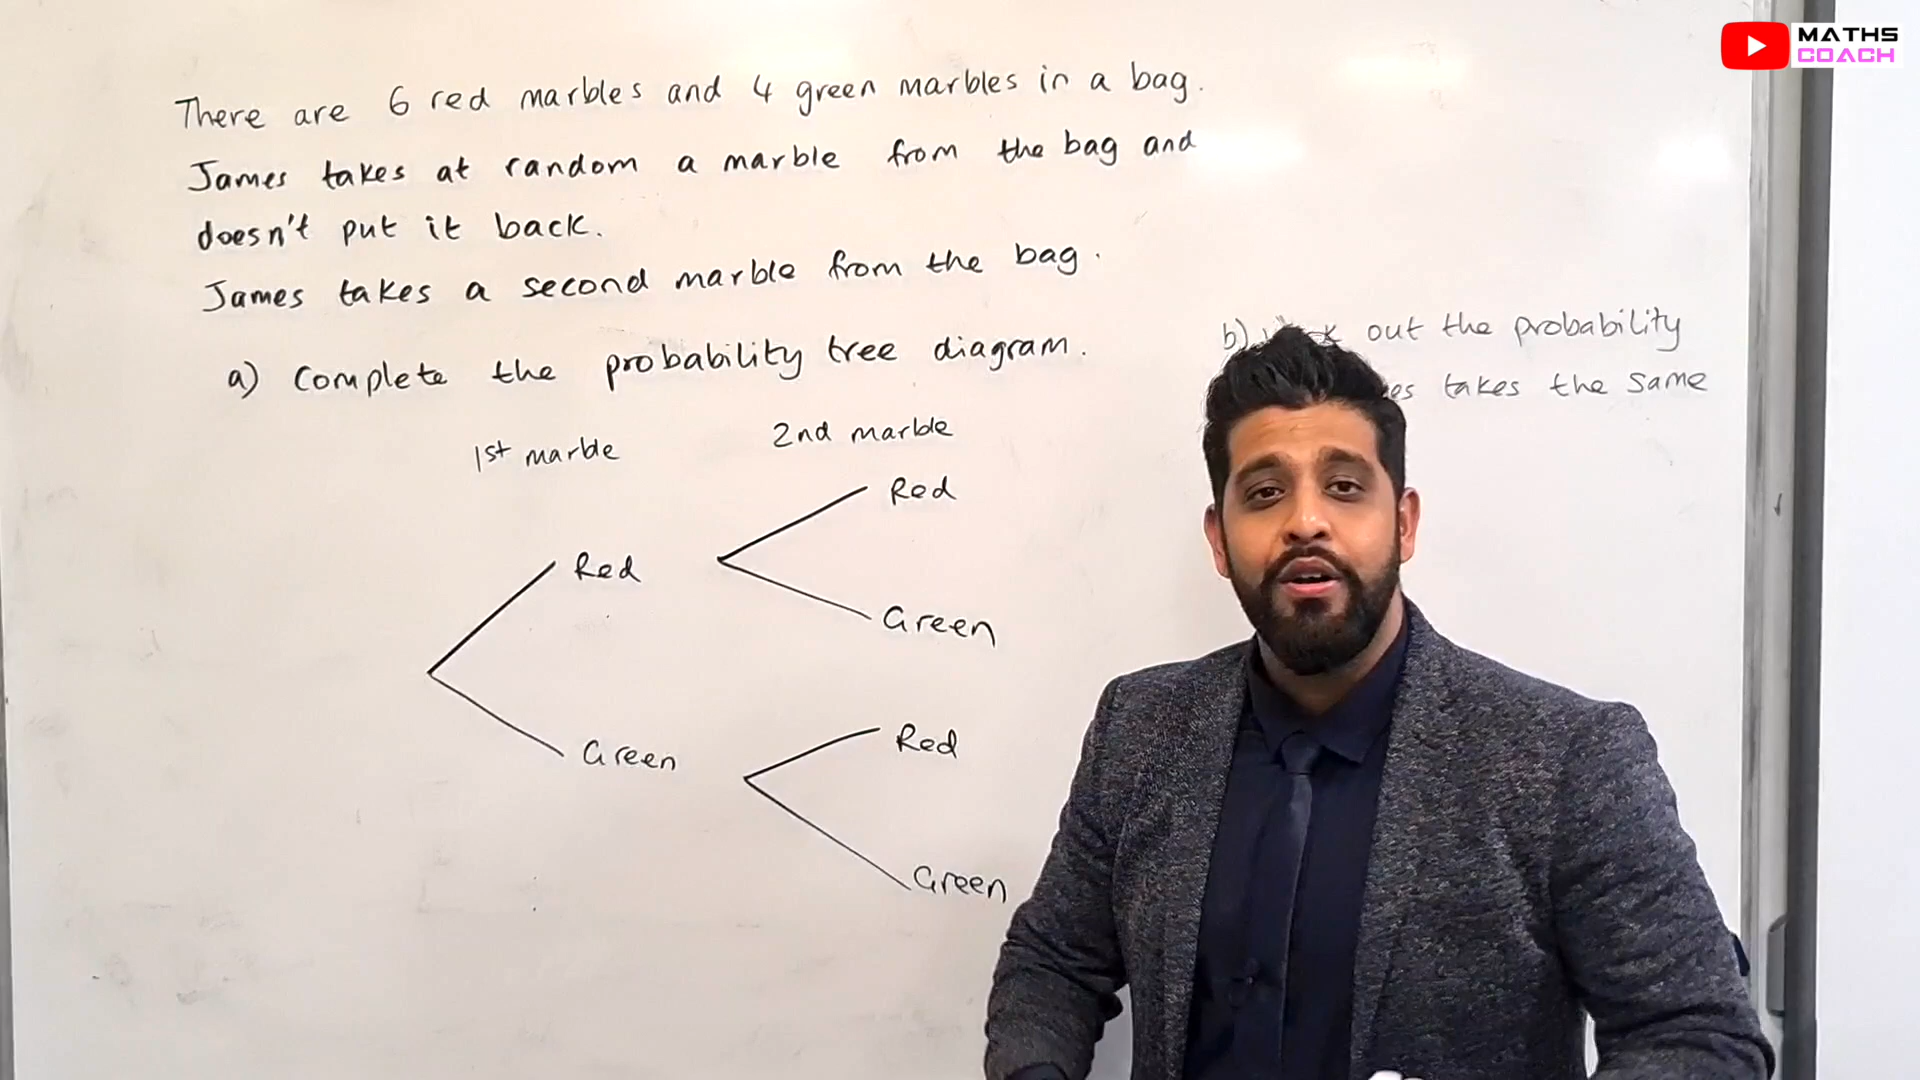 MATHS
COACH
There are 6 red marbles and 4 green marbles in a bag.
James takes at random a marble from the bag and
doesn't put it back.
James takes a second marble from the bag.
a) Complete the probability tree diagram.
1st marble
2nd marble
Red
Green
Red
Green
Red
Green
b) out the probability
takes the same